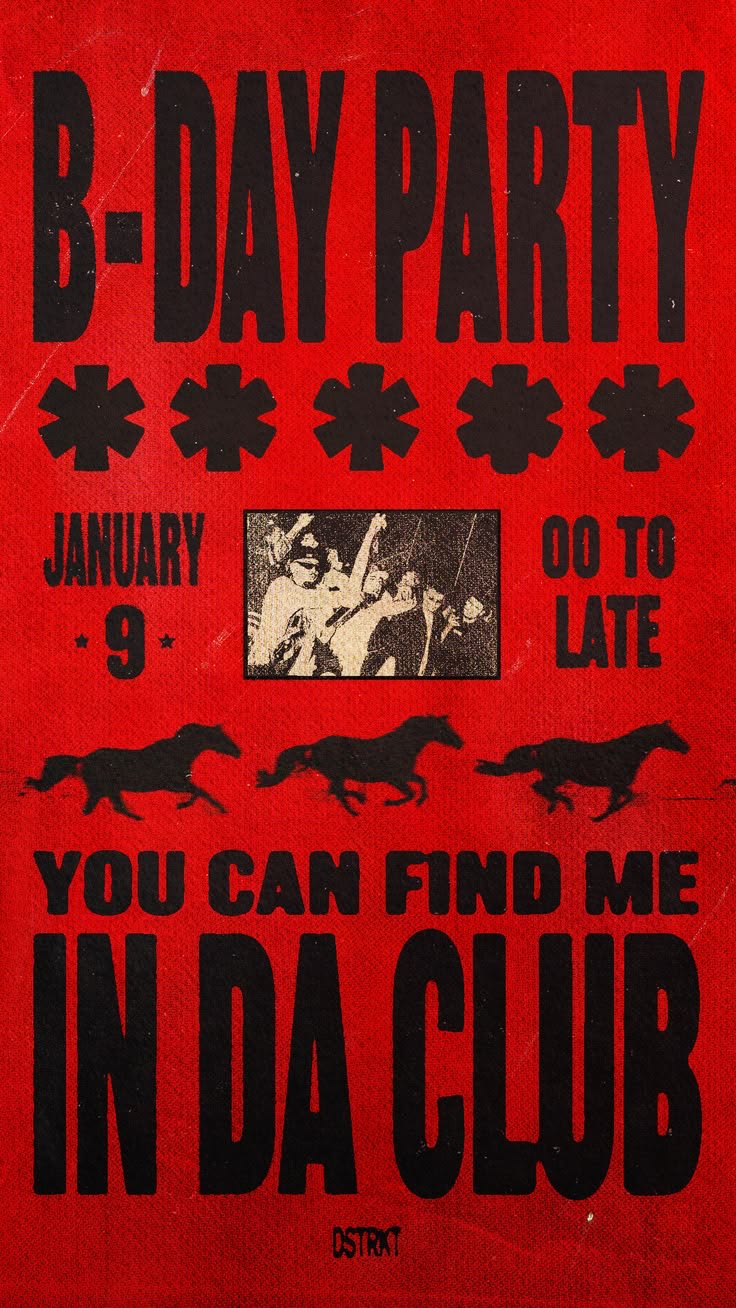 B-DAY PARTY
JANUARY
9
00 TO
LATE
YOU CAN FIND ME
IN DA CLUB
DSTRKT